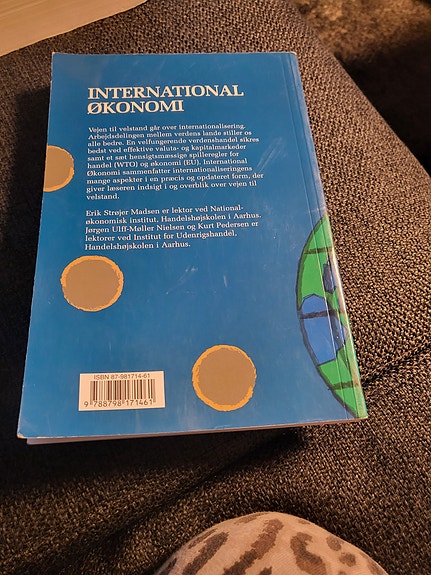 INTERNATIONAL
ØKONOMI
Vejen til velstand går over internationalisering.
Arbejdsdelingen mellem verdens lande stiller os
alle bedre. En velfungerende verdenshandel sikres
bedst ved effektive valuta- og kapitalmarkeder
samt et sæt hensigtsmæssige spilleregler for
handel (WTO) og økonomi (EU). International
Økonomi sammenfatter internationaliseringens
mange aspekter i en præcis og opdateret form, der
giver læseren indsigt i og overblik over vejen til
velstand.
Erik Strøjer Madsen er lektor ved National-
økonomisk institut, Handelshøjskolen i Aarhus.
Jørgen Ulff-Møller Nielsen og Kurt Pedersen er
lektorer ved Institut for Udenrigshandel,
Handelshøjskolen i Aarhus.
ISBN 87-981714-61
9 788798 171461